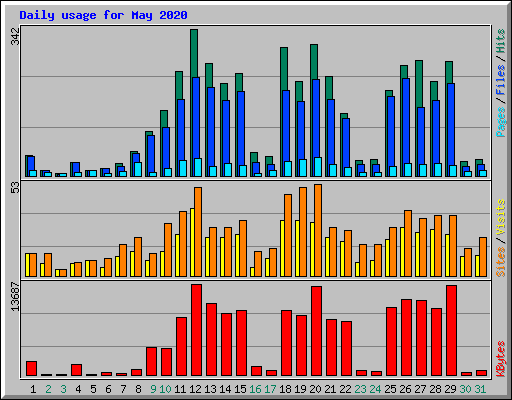 Daily usage for May 2020
342
Pages / Files / Hits
53
Sites / Visits
13687
KBytes
1 2 3 4 5 6 7 8 9 10 11 12 13 14 15 16 17 18 19 20 21 22 23 24 25 26 27 28 29 30 31